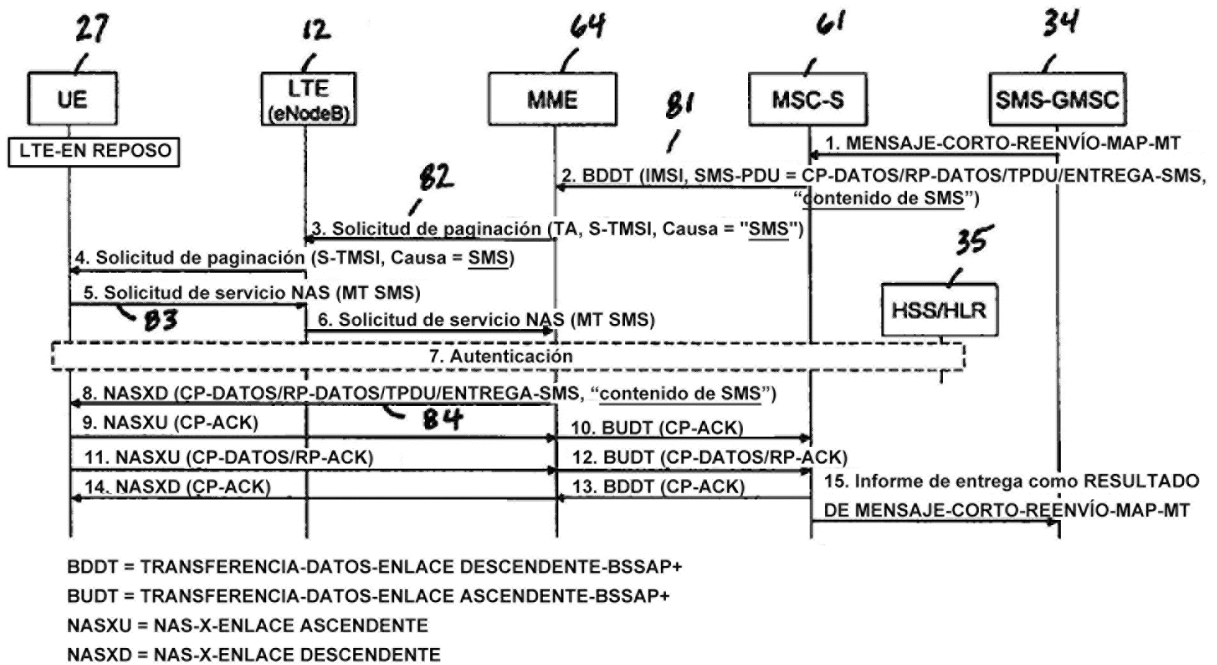 27 12 64 61 34
UE
LTE
(eNodeB)
MME
MSC-S
SMS-GMSC
81
LTE-EN REPOSO
1. MENSAJE-CORTO-REENVÍO-MAP-MT
2. BDDT (IMSI, SMS-PDU = CP-DATOS/RP-DATOS/TPDU/ENTREGA-SMS,
“contenido de SMS”)
82
3. Solicitud de paginación (TA, S-TMSI, Causa = "SMS")
4. Solicitud de paginación (S-TMSI, Causa = SMS)
35
5. Solicitud de servicio NAS (MT SMS)
83
HSS/HLR
6. Solicitud de servicio NAS (MT SMS)
7. Autenticación
8. NASXD (CP-DATOS/RP-DATOS/TPDU/ENTREGA-SMS, “contenido de SMS”)
84
9. NASXU (CP-ACK) 10. BUDT (CP-ACK)
11. NASXU (CP-DATOS/RP-ACK) 12. BUDT (CP-DATOS/RP-ACK)
14. NASXD (CP-ACK) 13. BDDT (CP-ACK)
15. Informe de entrega como RESULTADO
DE MENSAJE-CORTO-REENVÍO-MAP-MT
BDDT = TRANSFERENCIA-DATOS-ENLACE DESCENDENTE-BSSAP+
BUDT = TRANSFERENCIA-DATOS-ENLACE ASCENDENTE-BSSAP+
NASXU = NAS-X-ENLACE ASCENDENTE
NASXD = NAS-X-ENLACE DESCENDENTE